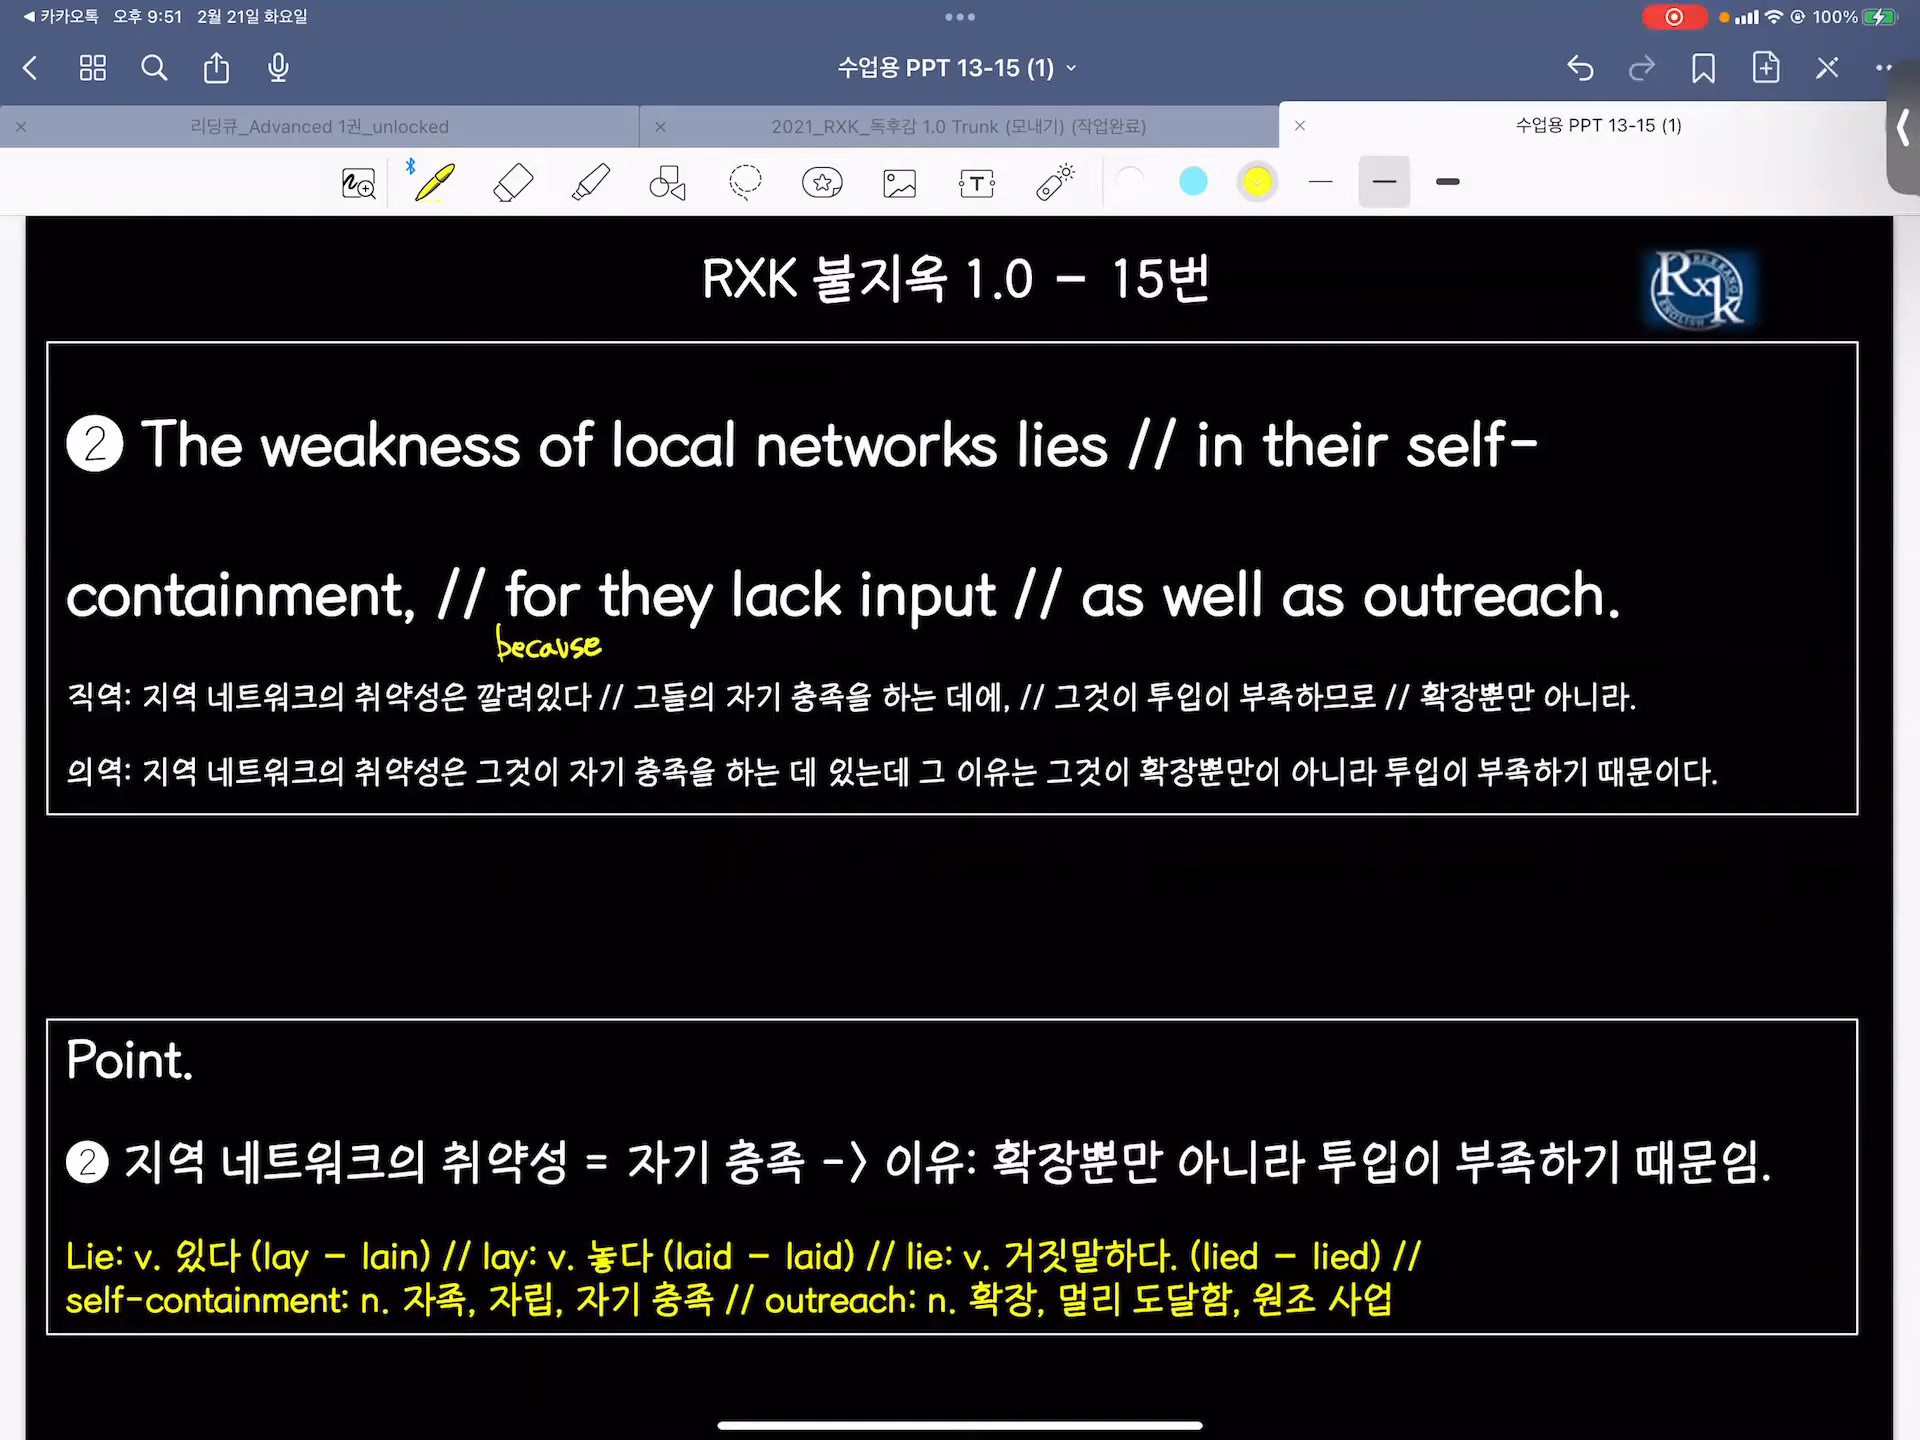 카카오톡 오후 9:51 2월 21일 화요일 100%
수업용 PPT 13-15 (1)
리딩큐_Advanced 1권_unlocked 2021_RXK_독후감 1.0 Trunk (모내기) (작업완료) 수업용 PPT 13-15 (1)
RXK 불지옥 1.0 - 15번
RxK
ENGLISH
❷ The weakness of local networks lies // in their self-
containment, // for they lack input // as well as outreach.
because
직역: 지역 네트워크의 취약성은 깔려있다 // 그들의 자기 충족을 하는 데에, // 그것이 투입이 부족하므로 // 확장뿐만 아니라.
의역: 지역 네트워크의 취약성은 그것이 자기 충족을 하는 데 있는데 그 이유는 그것이 확장뿐만이 아니라 투입이 부족하기 때문이다.
Point.
❷ 지역 네트워크의 취약성 = 자기 충족 -> 이유: 확장뿐만 아니라 투입이 부족하기 때문임.
Lie: v. 있다 (lay - lain) // lay: v. 놓다 (laid - laid) // lie: v. 거짓말하다. (lied - lied) //
self-containment: n. 자족, 자립, 자기 충족 // outreach: n. 확장, 멀리 도달함, 원조 사업